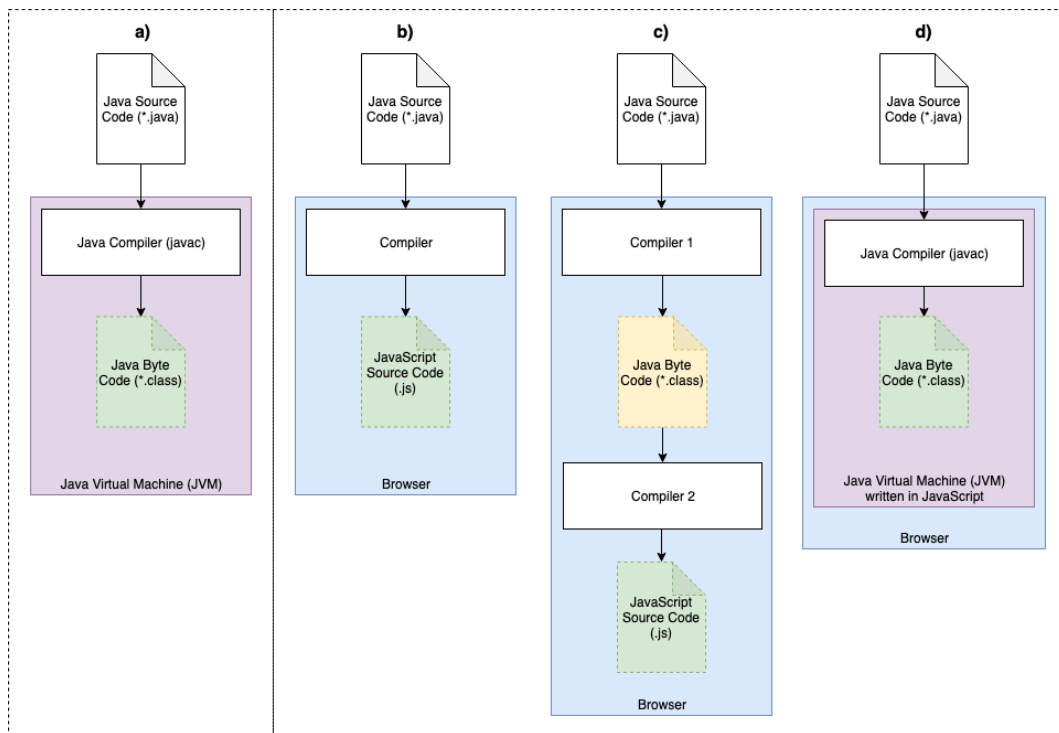 a)
Java Source
Code (*.java)
Java Compiler (javac)
Java Byte
Code (*.class)
Java Virtual Machine (JVM)
b)
Java Source
Code (*.java)
Compiler
JavaScript
Source Code
(.js)
Browser
c)
Java Source
Code (*.java)
Compiler 1
Java Byte
Code (*.class)
Compiler 2
JavaScript
Source Code
(.js)
Browser
d)
Java Source
Code (*.java)
Java Compiler (javac)
Java Byte
Code (*.class)
Java Virtual Machine (JVM)
written in JavaScript
Browser